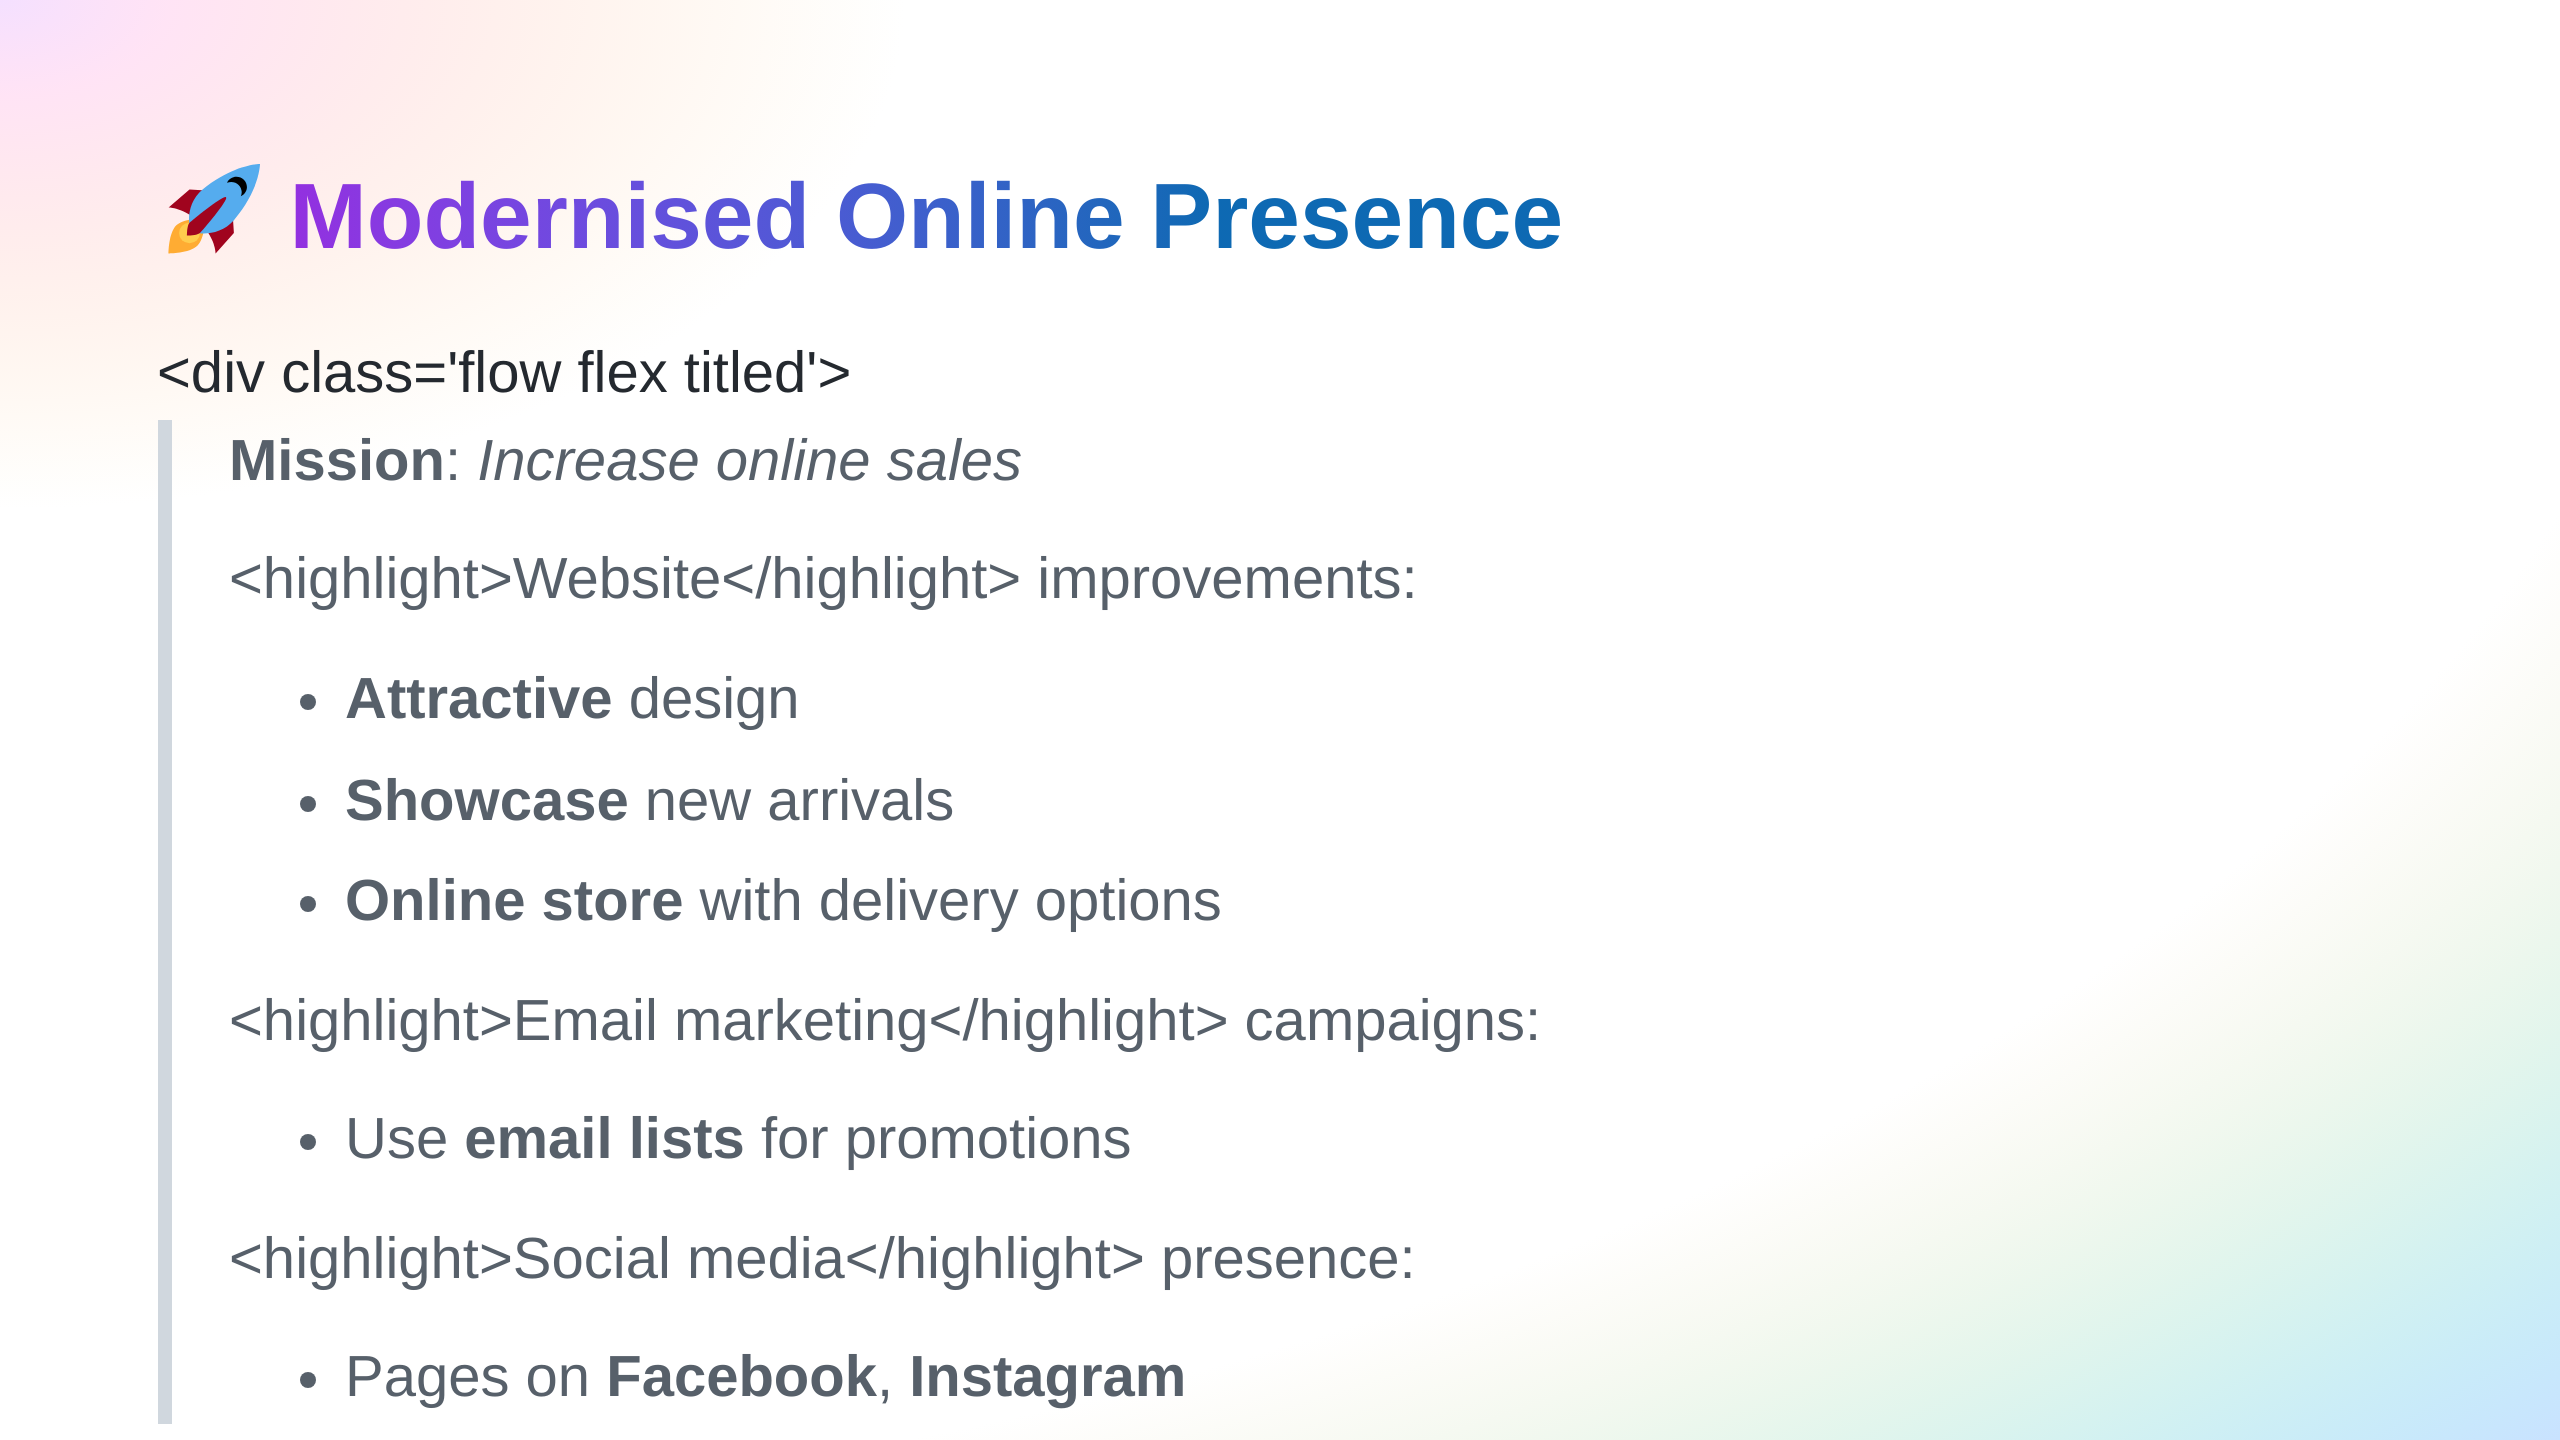 🚀 Modernised Online Presence
<div class='flow flex titled'>
Mission: Increase online sales
<highlight>Website</highlight> improvements:
• Attractive design
• Showcase new arrivals
• Online store with delivery options
<highlight>Email marketing</highlight> campaigns:
• Use email lists for promotions
<highlight>Social media</highlight> presence:
• Pages on Facebook, Instagram